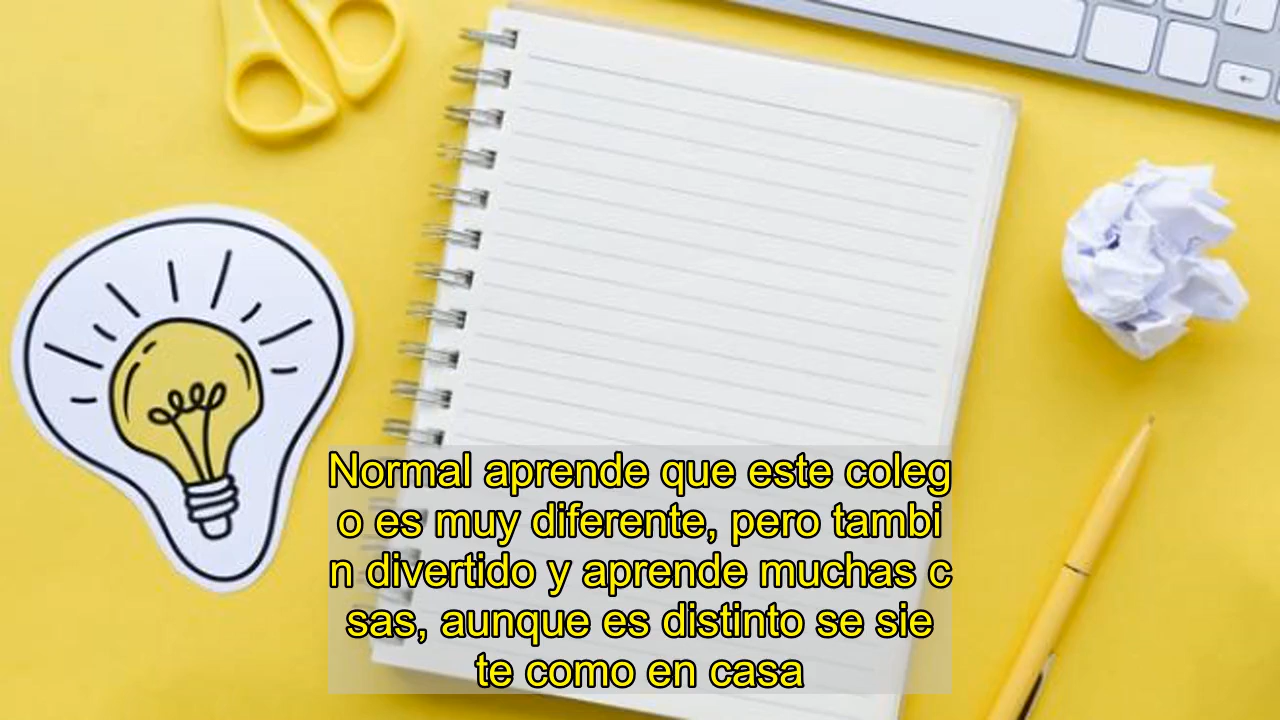 Normal aprende que este coleg
o es muy diferente, pero tambi
n divertido y aprende muchas c
sas, aunque es distinto se sie
te como en casa